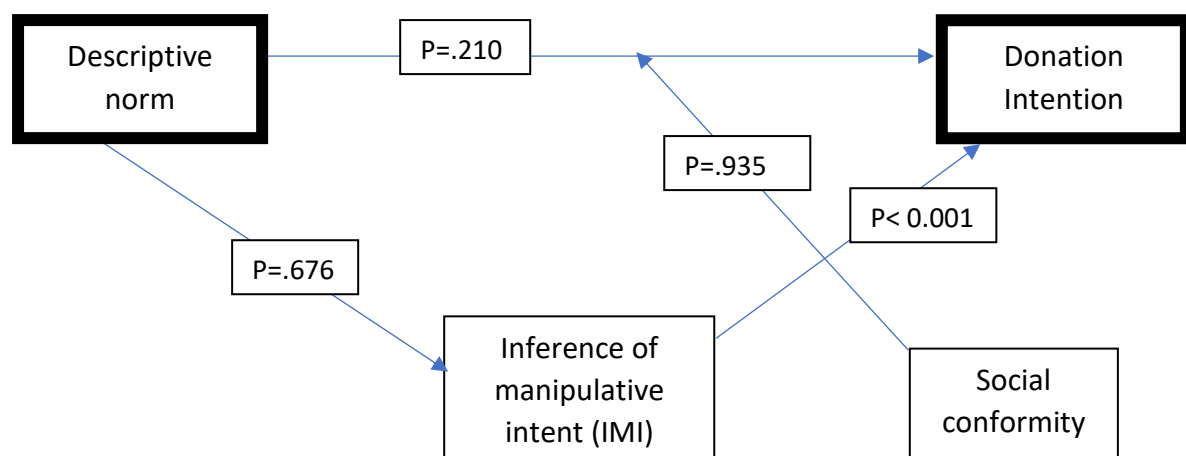 Descriptive
norm
P=.210
Donation
Intention
P=.935
P< 0.001
P=.676
Inference of
manipulative
intent (IMI)
Social
conformity